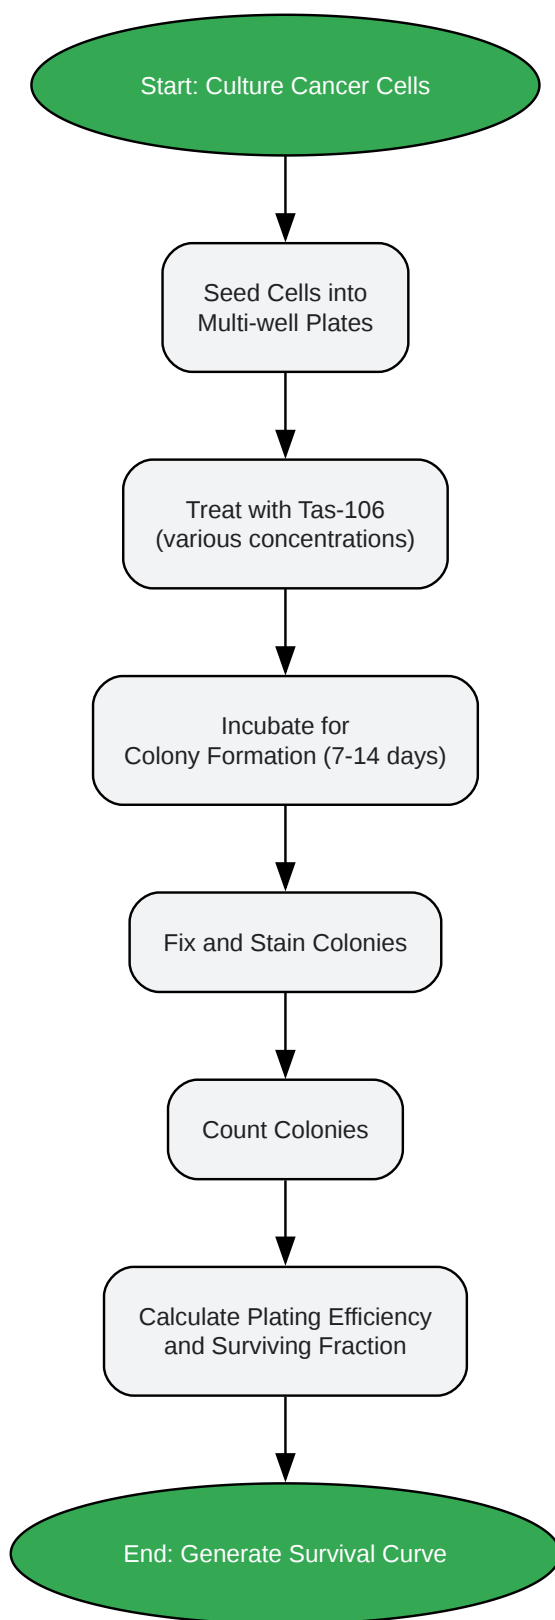 Start: Culture Cancer Cells
Seed Cells into
Multi-well Plates
Treat with Tas-106
(various concentrations)
Incubate for
Colony Formation (7-14 days)
Fix and Stain Colonies
Count Colonies
Calculate Plating Efficiency
and Surviving Fraction
End: Generate Survival Curve